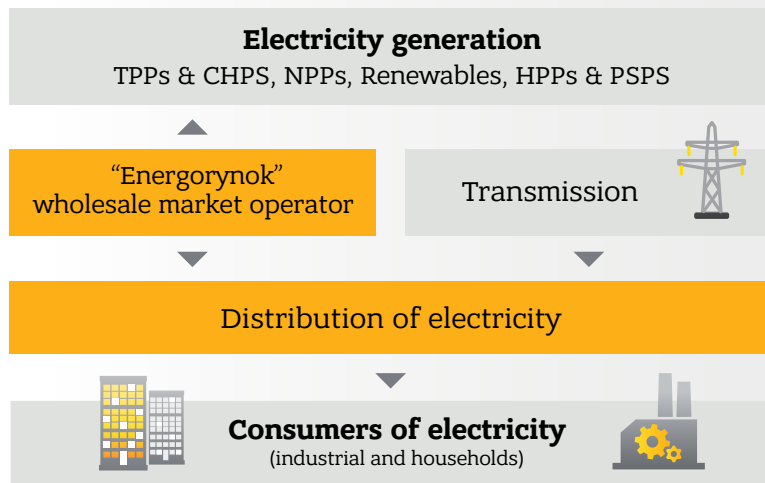 Electricity generation
TPPs & CHPS, NPPs, Renewables, HPPs & PSPS
“Energorynok”
wholesale market operator
Transmission
Distribution of electricity
Consumers of electricity
(industrial and households)